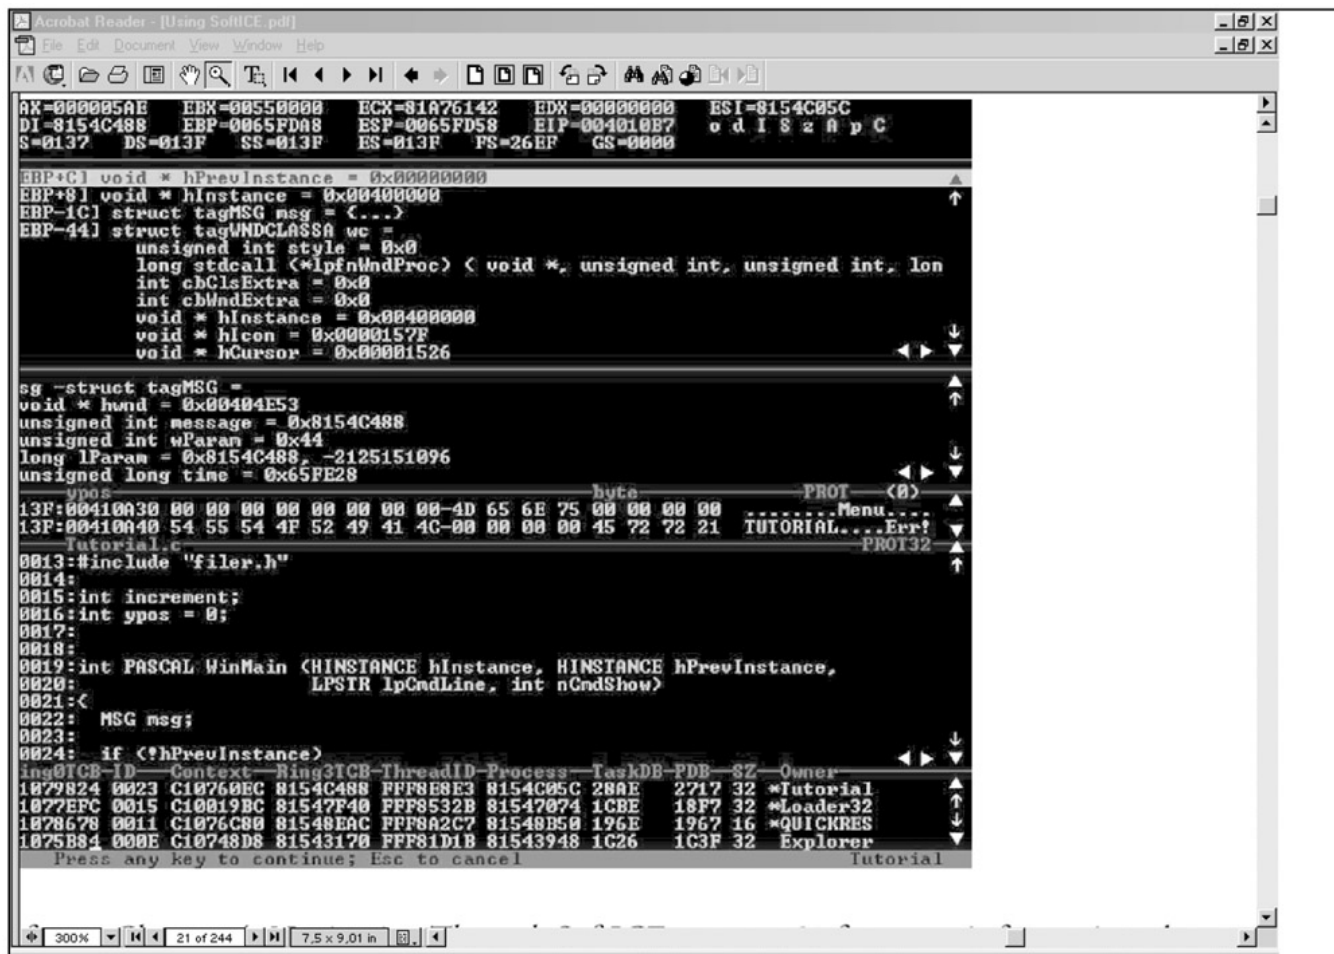 Acrobat Reader - [Using SoftICE.pdf]
File Edit Document View Window Help
AX=000005AE EBX=00550000 ECX=81A76142 EDX=00000000 ESI=8154C05C
DI=8154C488 EBP=0065FDA8 ESP=0065FD58 EIP=004010B7 o d I S z A p C
S=0137 DS=013F SS=013F ES=013F FS=26EF GS=0000
EBP+C] void * hPrevInstance = 0x00000000
EBP+8] void * hInstance = 0x00400000
EBP-1C] struct tagMSG msg = {...}
EBP-44] struct tagWNDCLASSA wc =
unsigned int style = 0x0
long stdcall (*lpfnWndProc) ( void *, unsigned int, unsigned int, lon
int cbClsExtra = 0x0
int cbWndExtra = 0x0
void * hInstance = 0x00400000
void * hIcon = 0x0000157F
void * hCursor = 0x00001526
sg -struct tagMSG =
void * hwnd = 0x00404E53
unsigned int message = 0x8154C488
unsigned int wParam = 0x44
long lParam = 0x8154C488, -2125151096
unsigned long time = 0x65FE28
ypos byte PROT (0)
13F:00410A30 00 00 00 00 00 00 00 00-4D 65 6E 75 00 00 00 00 ........Menu....
13F:00410A40 54 55 54 4F 52 49 41 4C-00 00 00 00 45 72 72 21 TUTORIAL....Err!
Tutorial.c PROT32
0013:#include "filer.h"
0014:
0015:int increment;
0016:int ypos = 0;
0017:
0018:
0019:int PASCAL WinMain (HINSTANCE hInstance, HINSTANCE hPrevInstance,
0020: LPSTR lpCmdLine, int nCmdShow)
0021:{
0022: MSG msg;
0023:
0024: if (!hPrevInstance)
ing0TCB-ID Context Ring3TCB-ThreadID-Process TaskDB-PDB SZ Owner
1079824 0023 C10760EC 8154C488 FFF8E8E3 8154C05C 28AE 2717 32 *Tutorial
1077EFC 0015 C10019BC 81547F40 FFF8532B 81547074 1CBE 18F7 32 *Loader32
1078678 0011 C1076C80 81548EAC FFF8A2C7 81548B50 196E 1967 16 *QUICKRES
1075B84 000E C10748D8 81543170 FFF81D1B 81543948 1C26 1C3F 32 Explorer
Press any key to continue; Esc to cancel Tutorial
300% 21 of 244 7,5 x 9,01 in